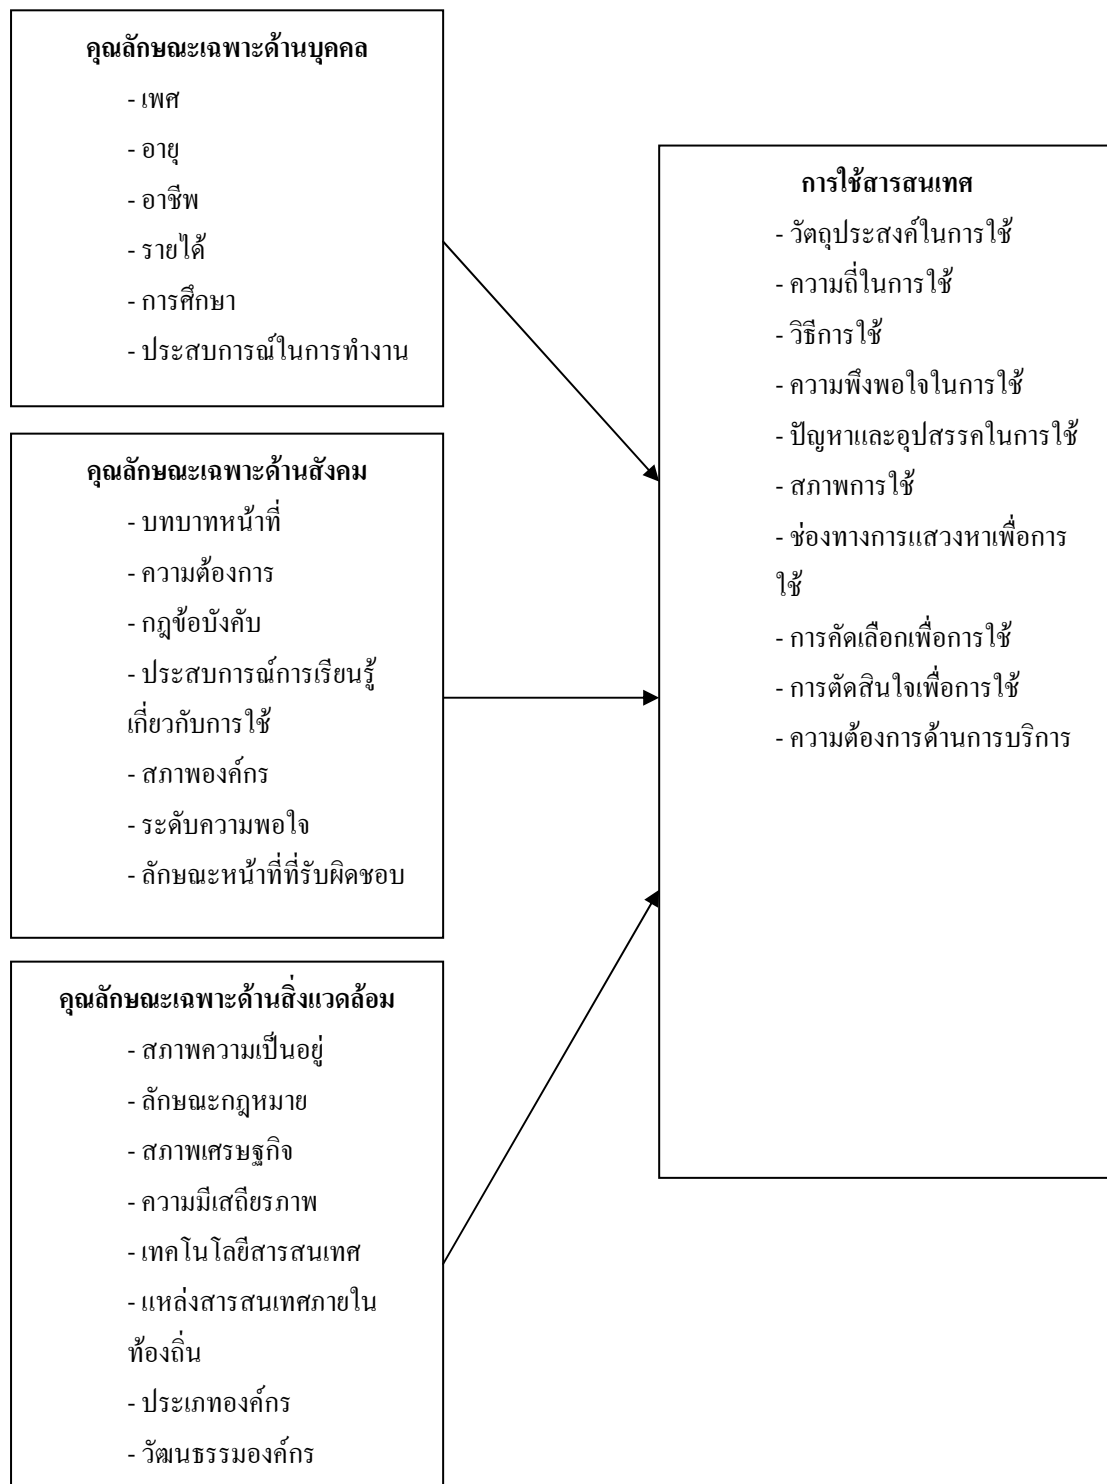 คุณลักษณะเฉพาะด้านบุคคล
- เพศ
- อายุ
- อาชีพ
- รายได้
- การศึกษา
- ประสบการณ์ในการทำงาน
คุณลักษณะเฉพาะด้านสังคม
- บทบาทหน้าที่
- ความต้องการ
- กฎข้อบังคับ
- ประสบการณ์การเรียนรู้
เกี่ยวกับการใช้
- สภาพองค์กร
- ระดับความพอใจ
- ลักษณะหน้าที่ที่รับผิดชอบ
คุณลักษณะเฉพาะด้านสิ่งแวดล้อม
- สภาพความเป็นอยู่
- ลักษณะกฎหมาย
- สภาพเศรษฐกิจ
- ความมีเสถียรภาพ
- เทคโนโลยีสารสนเทศ
- แหล่งสารสนเทศภายใน
ท้องถิ่น
- ประเภทองค์กร
- วัฒนธรรมองค์กร
การใช้สารสนเทศ
- วัตถุประสงค์ในการใช้
- ความถี่ในการใช้
- วิธีการใช้
- ความพึงพอใจในการใช้
- ปัญหาและอุปสรรคในการใช้
- สภาพการใช้
- ช่องทางการแสวงหาเพื่อการ
ใช้
- การคัดเลือกเพื่อการใช้
- การตัดสินใจเพื่อการใช้
- ความต้องการด้านการบริการ